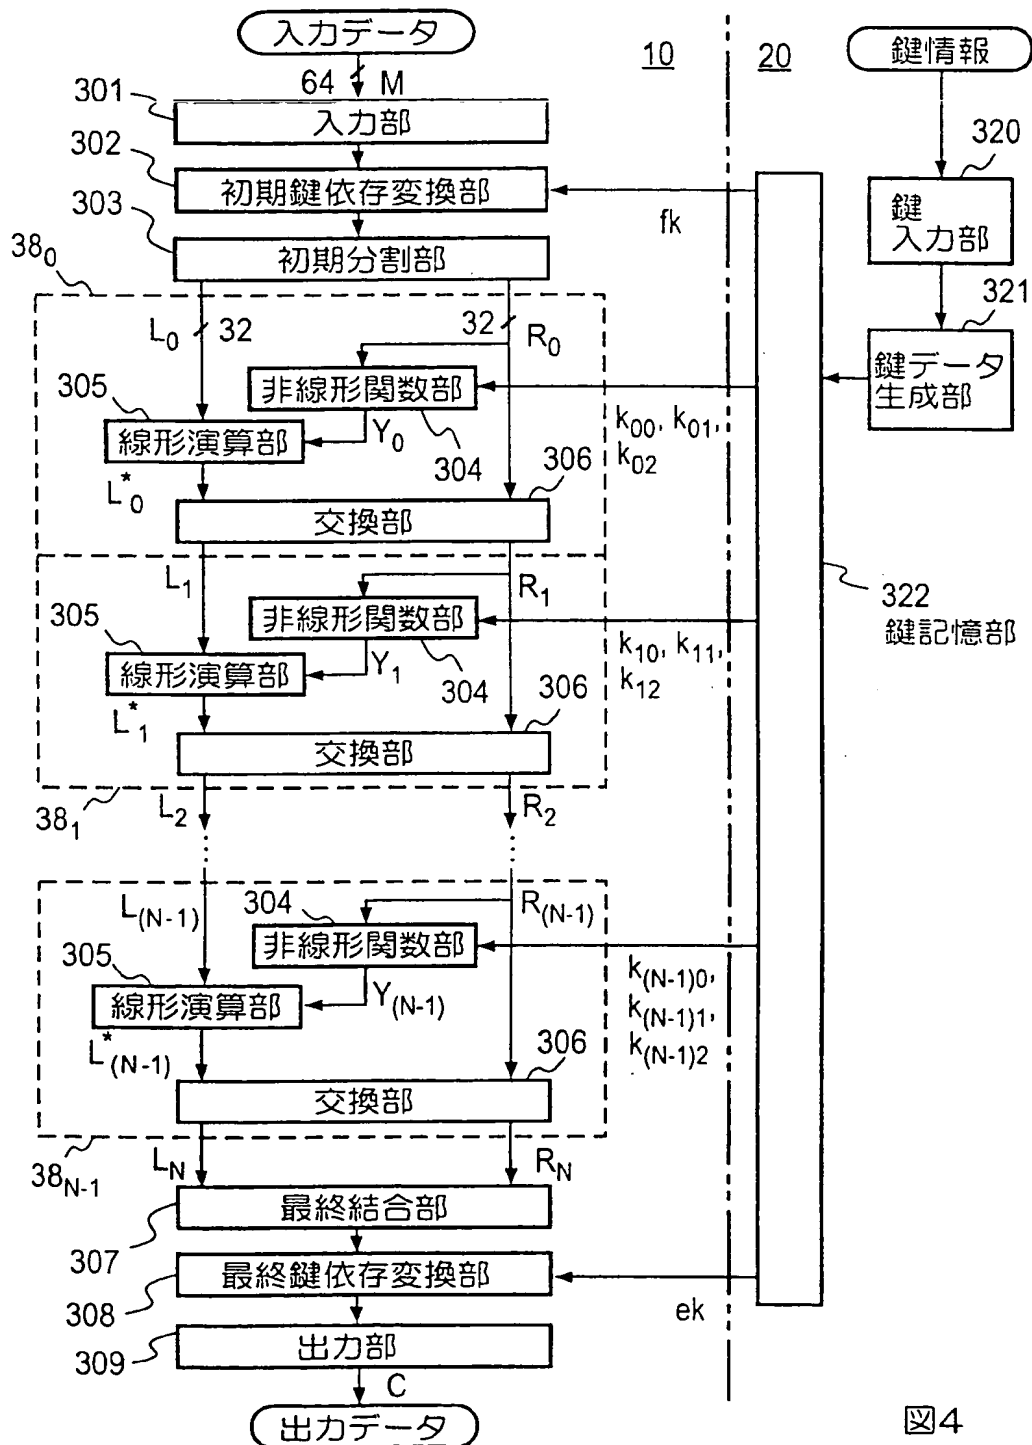 入力データ
64 M
301
入力部
302
初期鍵依存変換部
fk
303
初期分割部
10
20
鍵情報
320
鍵
入力部
321
鍵データ
生成部
322
鍵記憶部
38₀
L₀ 32
32 R₀
非線形関数部
304
305
線形演算部
Y₀
k₀₀, k₀₁,
k₀₂
L*₀
306
交換部
L₁
R₁
非線形関数部
304
305
線形演算部
Y₁
k₁₀, k₁₁,
k₁₂
L*₁
306
交換部
38₁
L₂
R₂
⋮
⋮
L(N-1)
R(N-1)
304
非線形関数部
305
線形演算部
Y(N-1)
k(N-1)0,
k(N-1)1,
k(N-1)2
L*(N-1)
306
交換部
38N-1
LN
RN
最終結合部
307
最終鍵依存変換部
308
ek
出力部
309
C
出力データ
図4